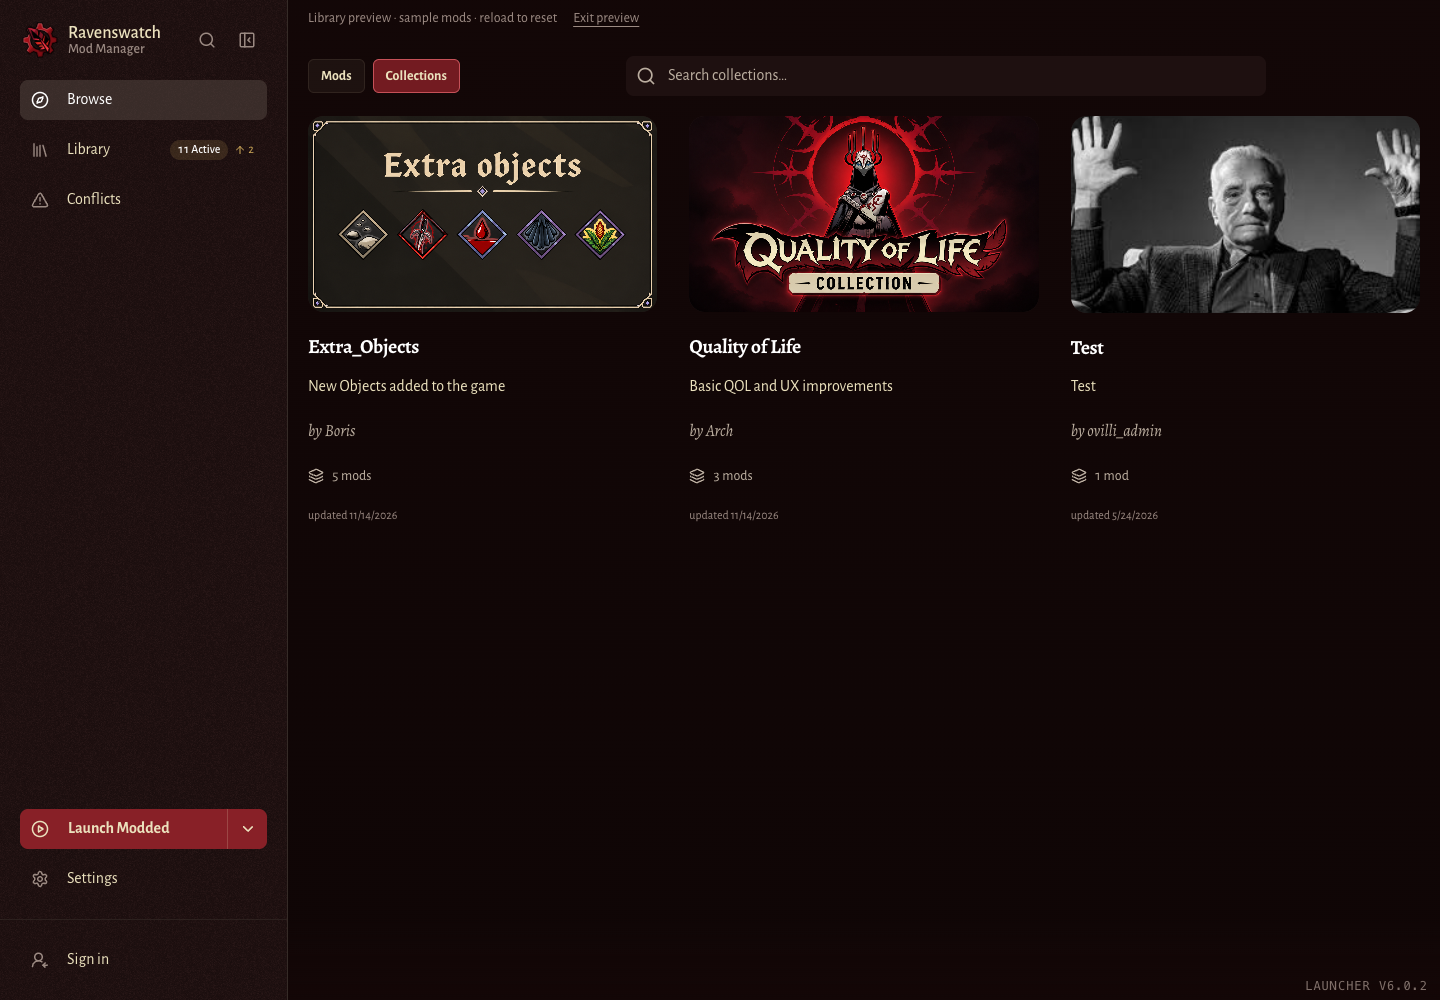 Ravenswatch
Mod Manager
Browse
Library
11 Active
2
Conflicts
Launch Modded
Settings
Sign in
Library preview · sample mods · reload to reset
Exit preview
Mods
Collections
Search collections...
Extra objects
Extra_Objects
New Objects added to the game
by Boris
5 mods
updated 11/14/2026
QUALITY OF LIFE
COLLECTION
Quality of Life
Basic QOL and UX improvements
by Arch
3 mods
updated 11/14/2026
Test
Test
by ovilli_admin
1 mod
updated 5/24/2026
LAUNCHER V6.0.2